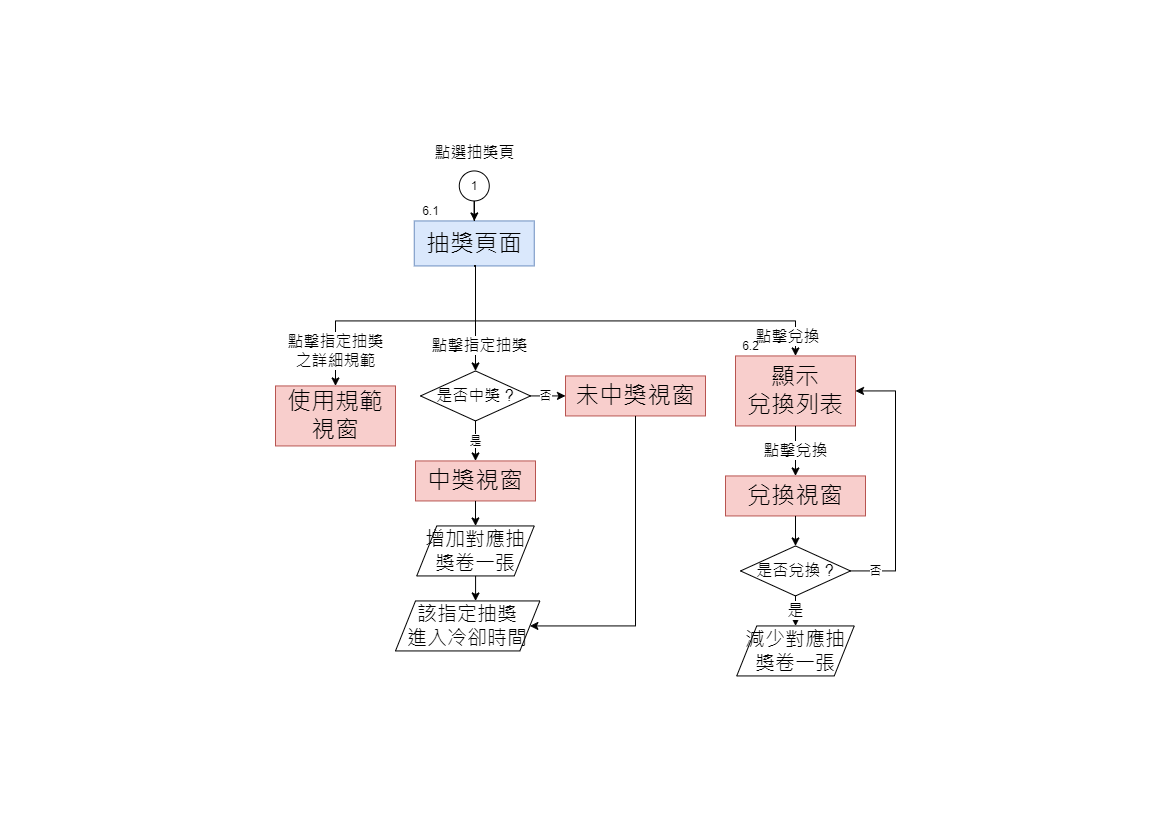 點選抽獎頁
1
6.1
抽獎頁面
點擊指定抽獎
之詳細規範
使用規範
視窗
點擊指定抽獎
是否中獎？
否
未中獎視窗
是
中獎視窗
增加對應抽
獎卷一張
該指定抽獎
進入冷卻時間
點擊兌換
6.2
顯示
兌換列表
點擊兌換
兌換視窗
是否兌換？
否
是
減少對應抽
獎卷一張